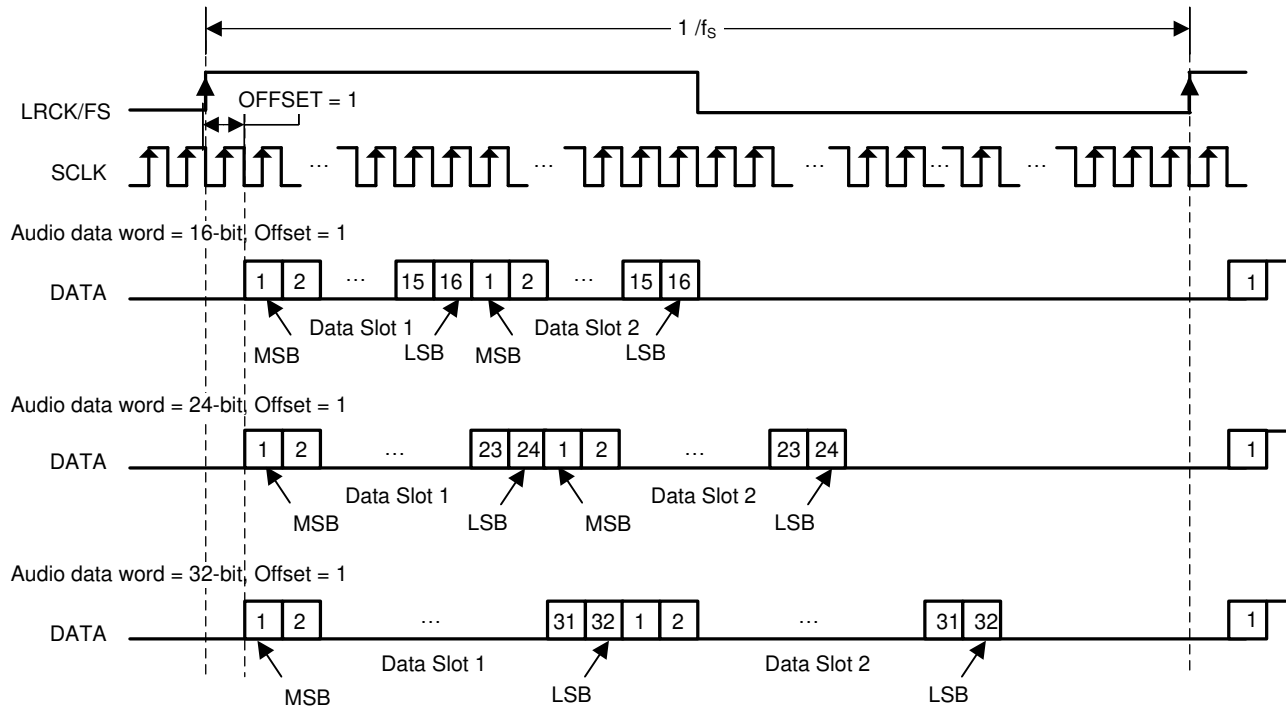 1 /fS
LRCK/FS
OFFSET = 1
SCLK
... ... ... ... ...
Audio data word = 16-bit, Offset = 1
DATA
1 2 ... 15 16 1 2 ... 15 16 1
Data Slot 1 Data Slot 2
MSB LSB MSB LSB
Audio data word = 24-bit, Offset = 1
DATA
1 2 ... 23 24 1 2 ... 23 24 1
Data Slot 1 Data Slot 2
MSB LSB MSB LSB
Audio data word = 32-bit, Offset = 1
DATA
1 2 ... 31 32 1 2 ... 31 32 1
Data Slot 1 Data Slot 2
MSB LSB LSB